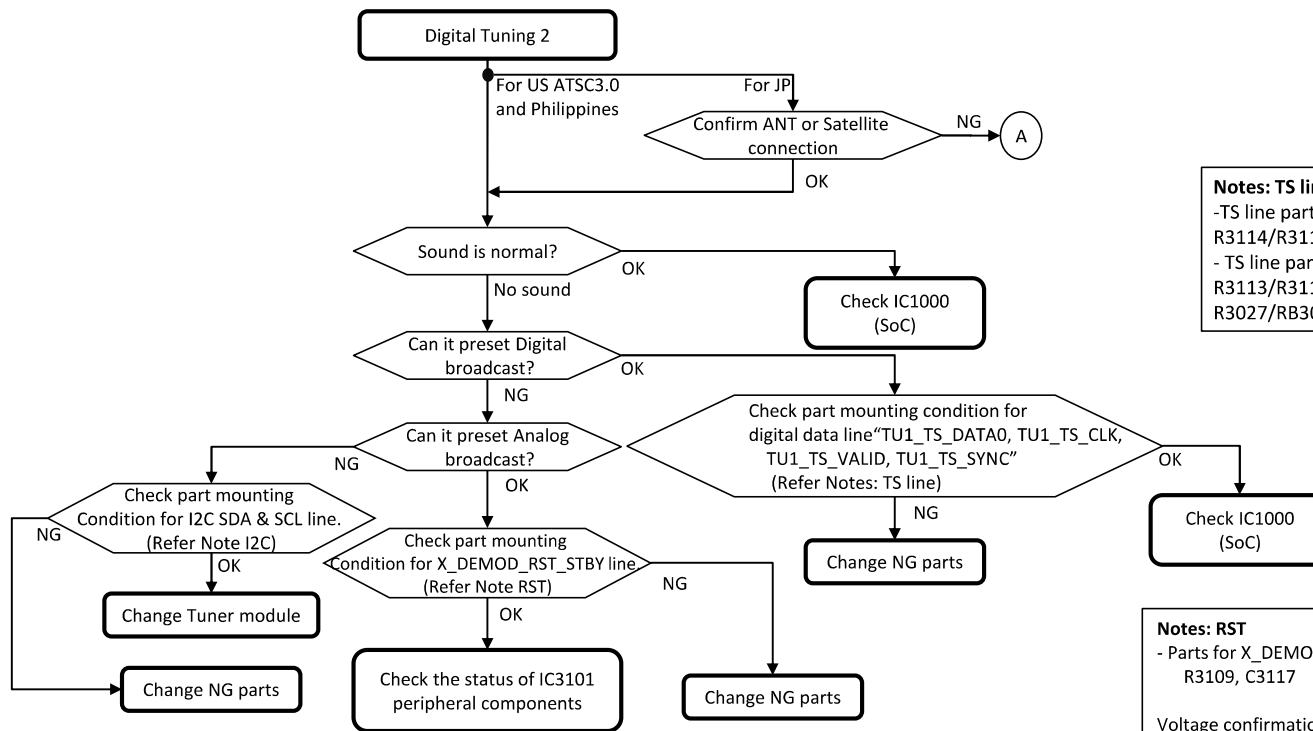 Digital Tuning 2
For US ATSC3.0
and Philippines
For JP
Confirm ANT or Satellite
connection
NG
A
OK
Notes: TS
-TS line part
R3114/
- TS line
R3113/
R3027/
Sound is normal?
OK
No sound
Check IC1000
(SoC)
Can it preset Digital
broadcast?
OK
NG
Check part mounting condition for
digital data line“TU1_TS_DATA0, TU1_TS_CLK,
TU1_TS_VALID, TU1_TS_SYNC”
(Refer Notes: TS line)
OK
NG
Can it preset Analog
broadcast?
NG
OK
Check IC1000
(SoC)
Change NG parts
Check part mounting
Condition for I2C SDA & SCL line.
(Refer Note I2C)
NG
OK
Check part mounting
Condition for X_DEMOD_RST_STBY line.
(Refer Note RST)
NG
OK
Change Tuner module
Change NG parts
Check the status of IC3101
peripheral components
Change NG parts
Notes: RST
- Parts for X_DEMO
R3109, C3117
Voltage